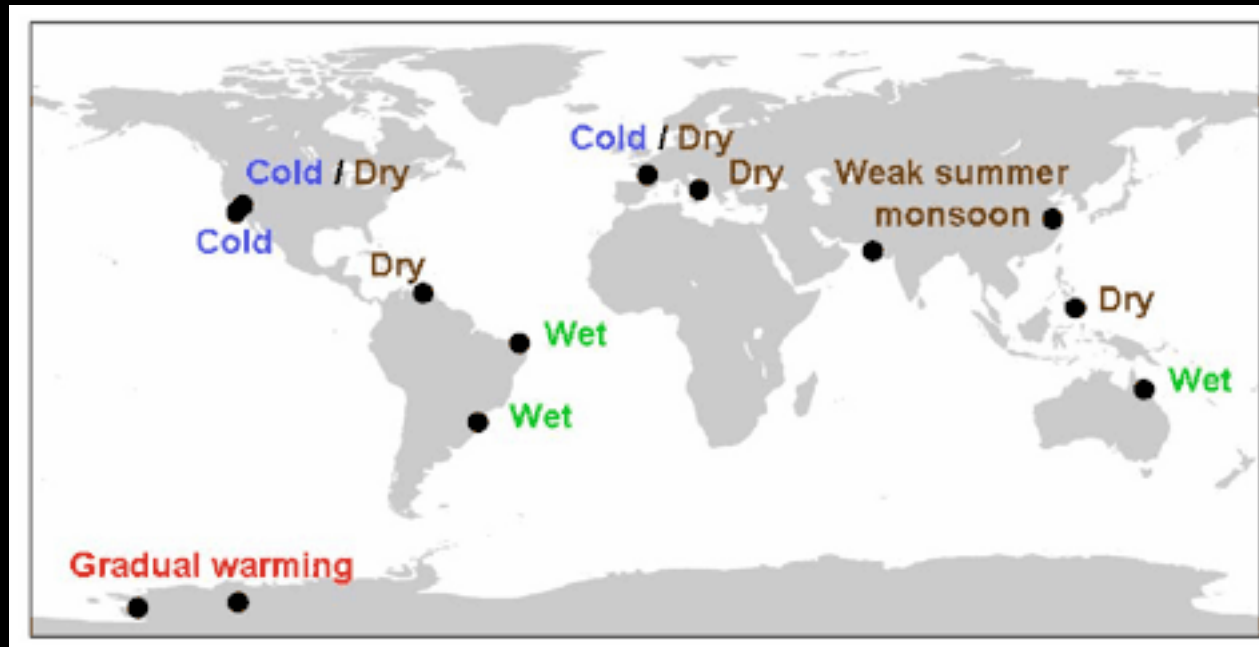 Cold / Dry
Cold / Dry
Dry
Weak summer
monsoon
Cold
Dry
Dry
Wet
Wet
Wet
Gradual warming